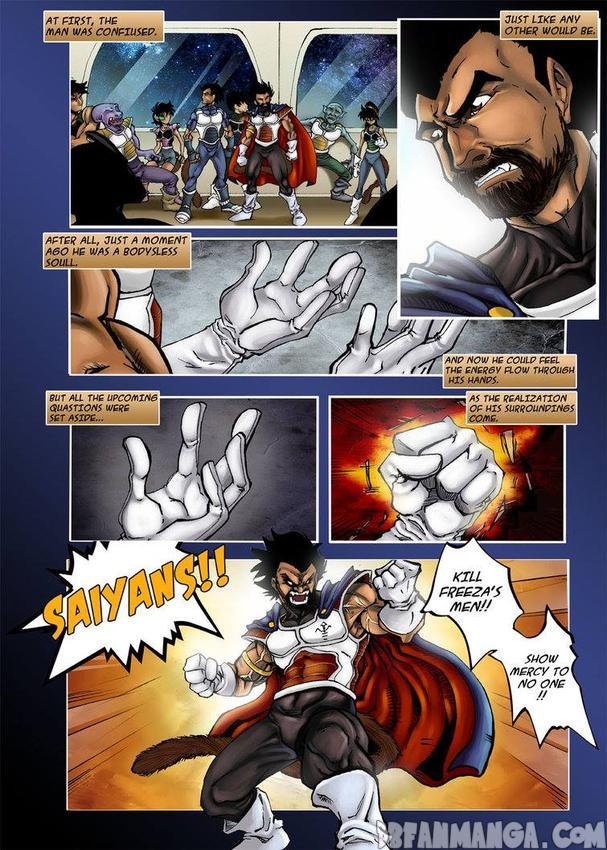 AT FIRST, THE
MAN WAS CONFIUSED.
JUST LIKE ANY
OTHER WOULD BE.
AFTER ALL, JUST A MOMENT
AGO HE WAS A BODYSLESS
SOULL.
AND NOW HE COULD FEEL
THE ENERGY FLOW THROUGH
HIS HANDS.
BUT ALL THE UPCOMING
QUASTIONS WERE
SET ASIDE...
AS THE REALIZATION
OF HIS SURROUNDINGS
COME.
SAIYANS!!
KILL
FREEZA'S
MEN!!
SHOW
MERCY TO
NO ONE
!!
DBFANMANGA.COM